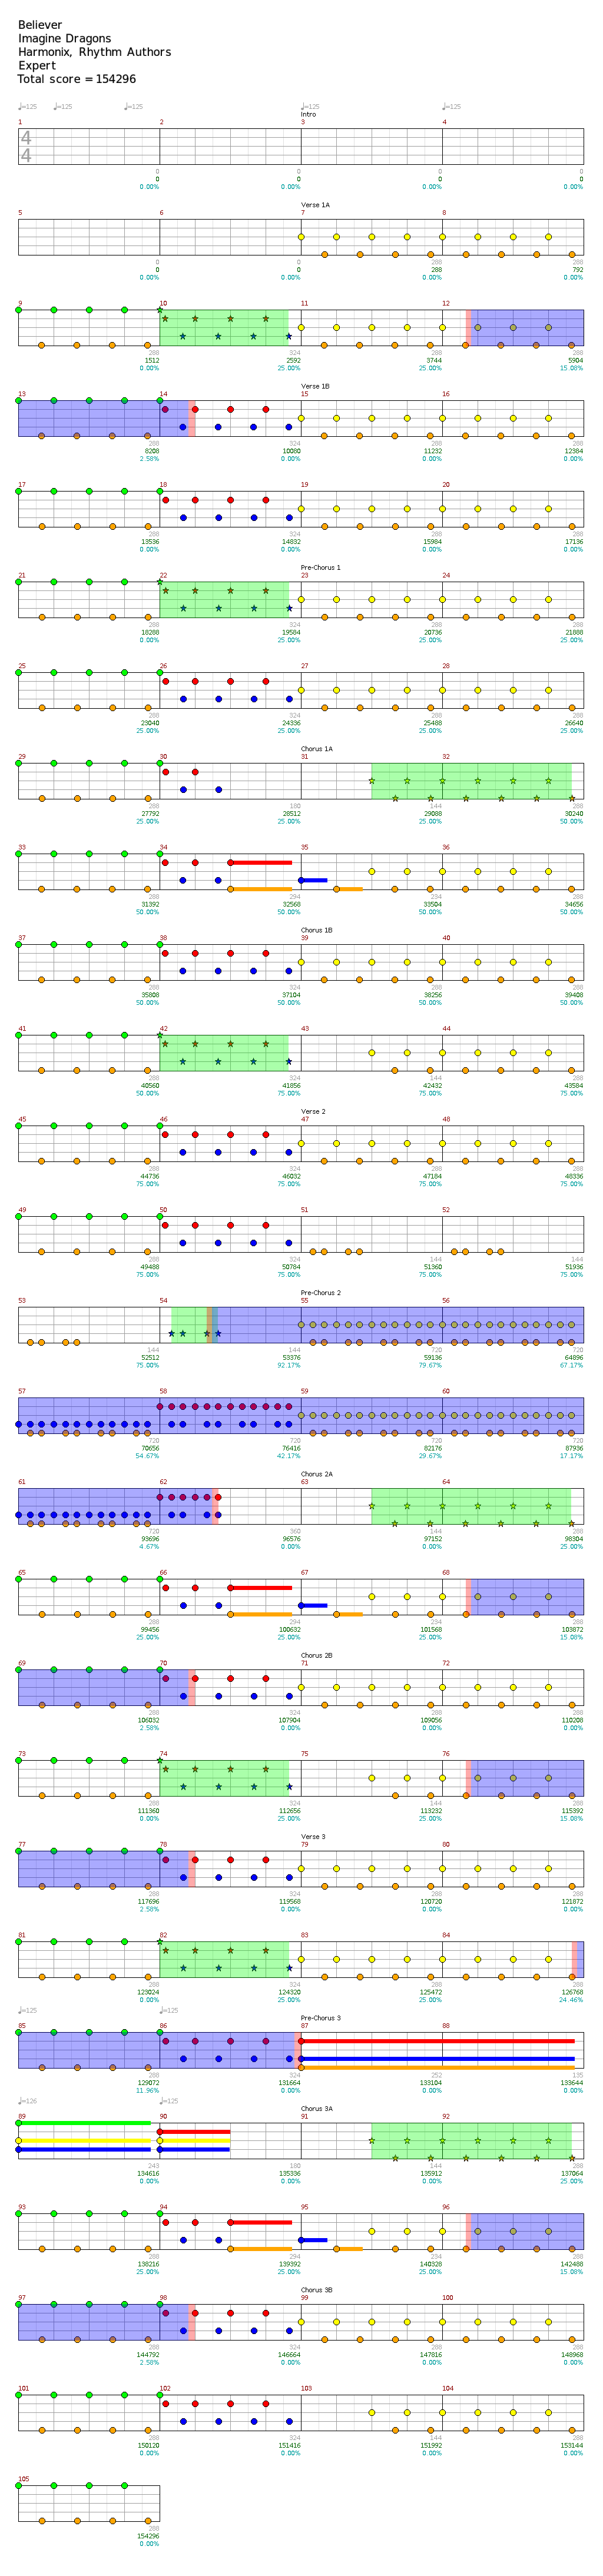 Believer
Imagine Dragons
Harmonix, Rhythm Authors
Expert
Total score = 154296
♩=125 ♩=125 ♩=125 ♩=125 ♩=125
Intro
1 2 3 4
4
4
0 0 0 0
0 0 0 0
0.00% 0.00% 0.00% 0.00%
Verse 1A
5 6 7 8
0 0 288 288
0 0 288 792
0.00% 0.00% 0.00% 0.00%
9 10 11 12
288 324 288 288
1512 2592 3744 5904
0.00% 25.00% 25.00% 15.08%
Verse 1B
13 14 15 16
288 324 288 288
8208 10080 11232 12384
2.58% 0.00% 0.00% 0.00%
17 18 19 20
288 324 288 288
13536 14832 15984 17136
0.00% 0.00% 0.00% 0.00%
Pre-Chorus 1
21 22 23 24
288 324 288 288
18288 19584 20736 21888
0.00% 25.00% 25.00% 25.00%
25 26 27 28
288 324 288 288
23040 24336 25488 26640
25.00% 25.00% 25.00% 25.00%
Chorus 1A
29 30 31 32
288 180 144 288
27792 28512 29088 30240
25.00% 25.00% 25.00% 50.00%
33 34 35 36
288 294 234 288
31392 32568 33504 34656
50.00% 50.00% 50.00% 50.00%
Chorus 1B
37 38 39 40
288 324 288 288
35808 37104 38256 39408
50.00% 50.00% 50.00% 50.00%
41 42 43 44
288 324 144 288
40560 41856 42432 43584
50.00% 75.00% 75.00% 75.00%
Verse 2
45 46 47 48
288 324 288 288
44736 46032 47184 48336
75.00% 75.00% 75.00% 75.00%
49 50 51 52
288 324 144 144
49488 50784 51360 51936
75.00% 75.00% 75.00% 75.00%
Pre-Chorus 2
53 54 55 56
144 144 720 720
52512 53376 59136 64896
75.00% 92.17% 79.67% 67.17%
57 58 59 60
720 720 720 720
70656 76416 82176 87936
54.67% 42.17% 29.67% 17.17%
Chorus 2A
61 62 63 64
720 360 144 288
93696 96576 97152 98304
4.67% 0.00% 0.00% 25.00%
65 66 67 68
288 294 234 288
99456 100632 101568 103872
25.00% 25.00% 25.00% 15.08%
Chorus 2B
69 70 71 72
288 324 288 288
106032 107904 109056 110208
2.58% 0.00% 0.00% 0.00%
73 74 75 76
288 324 144 288
111360 112656 113232 115392
0.00% 25.00% 25.00% 15.08%
Verse 3
77 78 79 80
288 324 288 288
117696 119568 120720 121872
2.58% 0.00% 0.00% 0.00%
81 82 83 84
288 324 288 288
123024 124320 125472 126768
0.00% 25.00% 25.00% 24.46%
♩=125 ♩=125
Pre-Chorus 3
85 86 87 88
288 324 252 135
129072 131664 133104 133644
11.96% 0.00% 0.00% 0.00%
♩=126 ♩=125
Chorus 3A
89 90 91 92
243 180 144 288
134616 135336 135912 137064
0.00% 0.00% 0.00% 25.00%
93 94 95 96
288 294 234 288
138216 139392 140328 142488
25.00% 25.00% 25.00% 15.08%
Chorus 3B
97 98 99 100
288 324 288 288
144792 146664 147816 148968
2.58% 0.00% 0.00% 0.00%
101 102 103 104
288 324 144 288
150120 151416 151992 153144
0.00% 0.00% 0.00% 0.00%
105
288
154296
0.00%